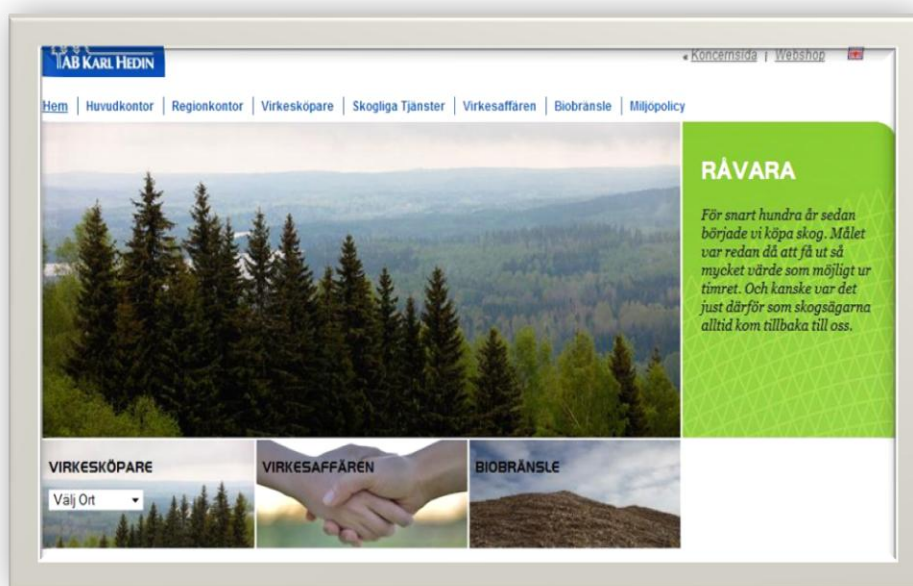 AB KARL HEDIN
« Koncernsida | Webshop
Hem | Huvudkontor | Regionkontor | Virkesköpare | Skogliga Tjänster | Virkesaffären | Biobränsle | Miljöpolicy
RÅVARA
För snart hundra år sedan
började vi köpa skog. Målet
var redan då att få ut så
mycket värde som möjligt ur
timret. Och kanske var det
just därför som skogsägarna
alltid kom tillbaka till oss.
VIRKESKÖPARE
Välj Ort
VIRKESAFFÄREN
BIOBRÄNSLE